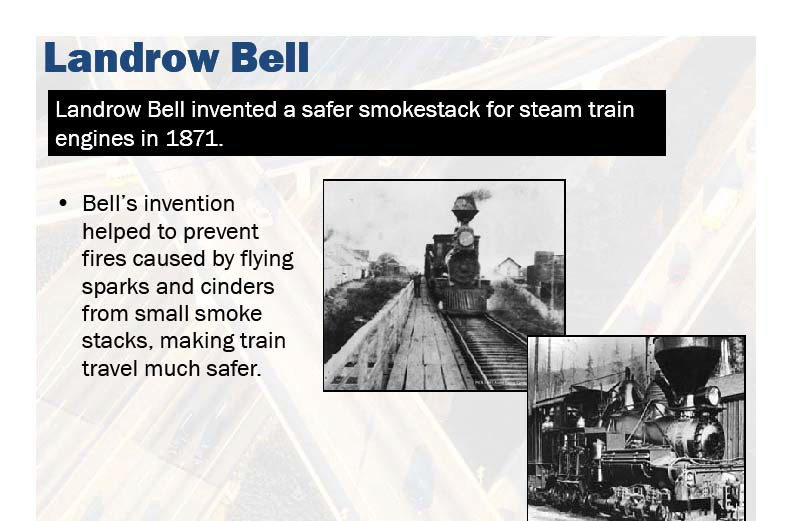 Landrow Bell
Landrow Bell invented a safer smokestack for steam train
engines in 1871.
• Bell’s invention
helped to prevent
fires caused by flying
sparks and cinders
from small smoke
stacks, making train
travel much safer.